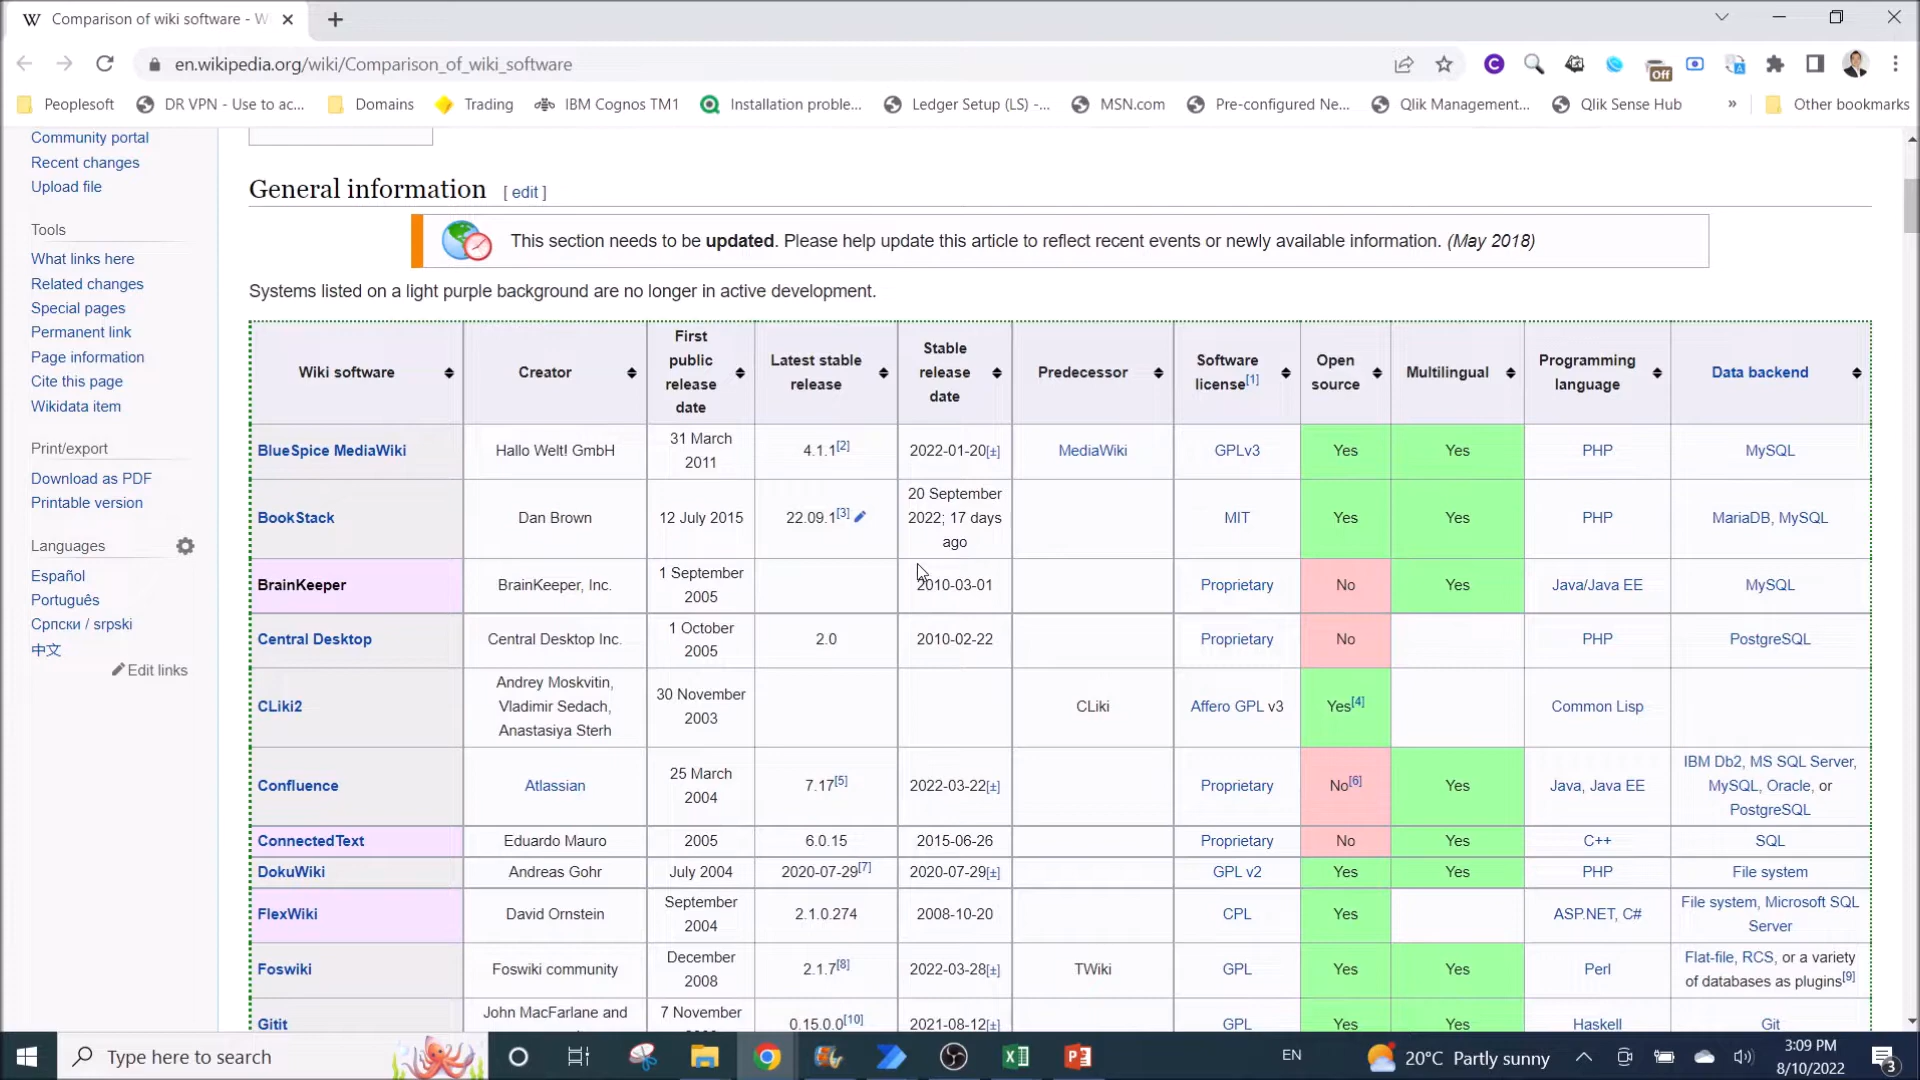 Comparison of wiki software - W
en.wikipedia.org/wiki/Comparison_of_wiki_software
Off
Peoplesoft
DR VPN - Use to ac...
Domains
Trading
IBM Cognos TM1
Installation proble...
Ledger Setup (LS) -...
MSN.com
Pre-configured Ne...
Qlik Management...
Qlik Sense Hub
»
Other bookmarks
Community portal
Recent changes
Upload file
Tools
What links here
Related changes
Special pages
Permanent link
Page information
Cite this page
Wikidata item
Print/export
Download as PDF
Printable version
Languages
Español
Português
Српски / srpski
中文
Edit links
General information [ edit ]
This section needs to be updated. Please help update this article to reflect recent events or newly available information. (May 2018)
Systems listed on a light purple background are no longer in active development.
Wiki software Creator First public release date Latest stable release Stable release date Predecessor Software license[1] Open source Multilingual Programming language Data backend
BlueSpice MediaWiki Hallo Welt! GmbH 31 March 2011 4.1.1[2] 2022-01-20[±] MediaWiki GPLv3 Yes Yes PHP MySQL
BookStack Dan Brown 12 July 2015 22.09.1[3] 20 September 2022; 17 days ago MIT Yes Yes PHP MariaDB, MySQL
BrainKeeper BrainKeeper, Inc. 1 September 2005 2010-03-01 Proprietary No Yes Java/Java EE MySQL
Central Desktop Central Desktop Inc. 1 October 2005 2.0 2010-02-22 Proprietary No PHP PostgreSQL
CLiki2 Andrey Moskvitin, Vladimir Sedach, Anastasiya Sterh 30 November 2003 CLiki Affero GPL v3 Yes[4] Common Lisp
Confluence Atlassian 25 March 2004 7.17[5] 2022-03-22[±] Proprietary No[6] Yes Java, Java EE IBM Db2, MS SQL Server, MySQL, Oracle, or PostgreSQL
ConnectedText Eduardo Mauro 2005 6.0.15 2015-06-26 Proprietary No Yes C++ SQL
DokuWiki Andreas Gohr July 2004 2020-07-29[7] 2020-07-29[±] GPL v2 Yes Yes PHP File system
FlexWiki David Ornstein September 2004 2.1.0.274 2008-10-20 CPL Yes ASP.NET, C# File system, Microsoft SQL Server
Foswiki Foswiki community December 2008 2.1.7[8] 2022-03-28[±] TWiki GPL Yes Yes Perl Flat-file, RCS, or a variety of databases as plugins[9]
Gitit John MacFarlane and 7 November 0.15.0.0[10] 2021-08-12[±] GPL Yes Yes Haskell Git
Type here to search
EN
20°C Partly sunny
3:09 PM
8/10/2022
3